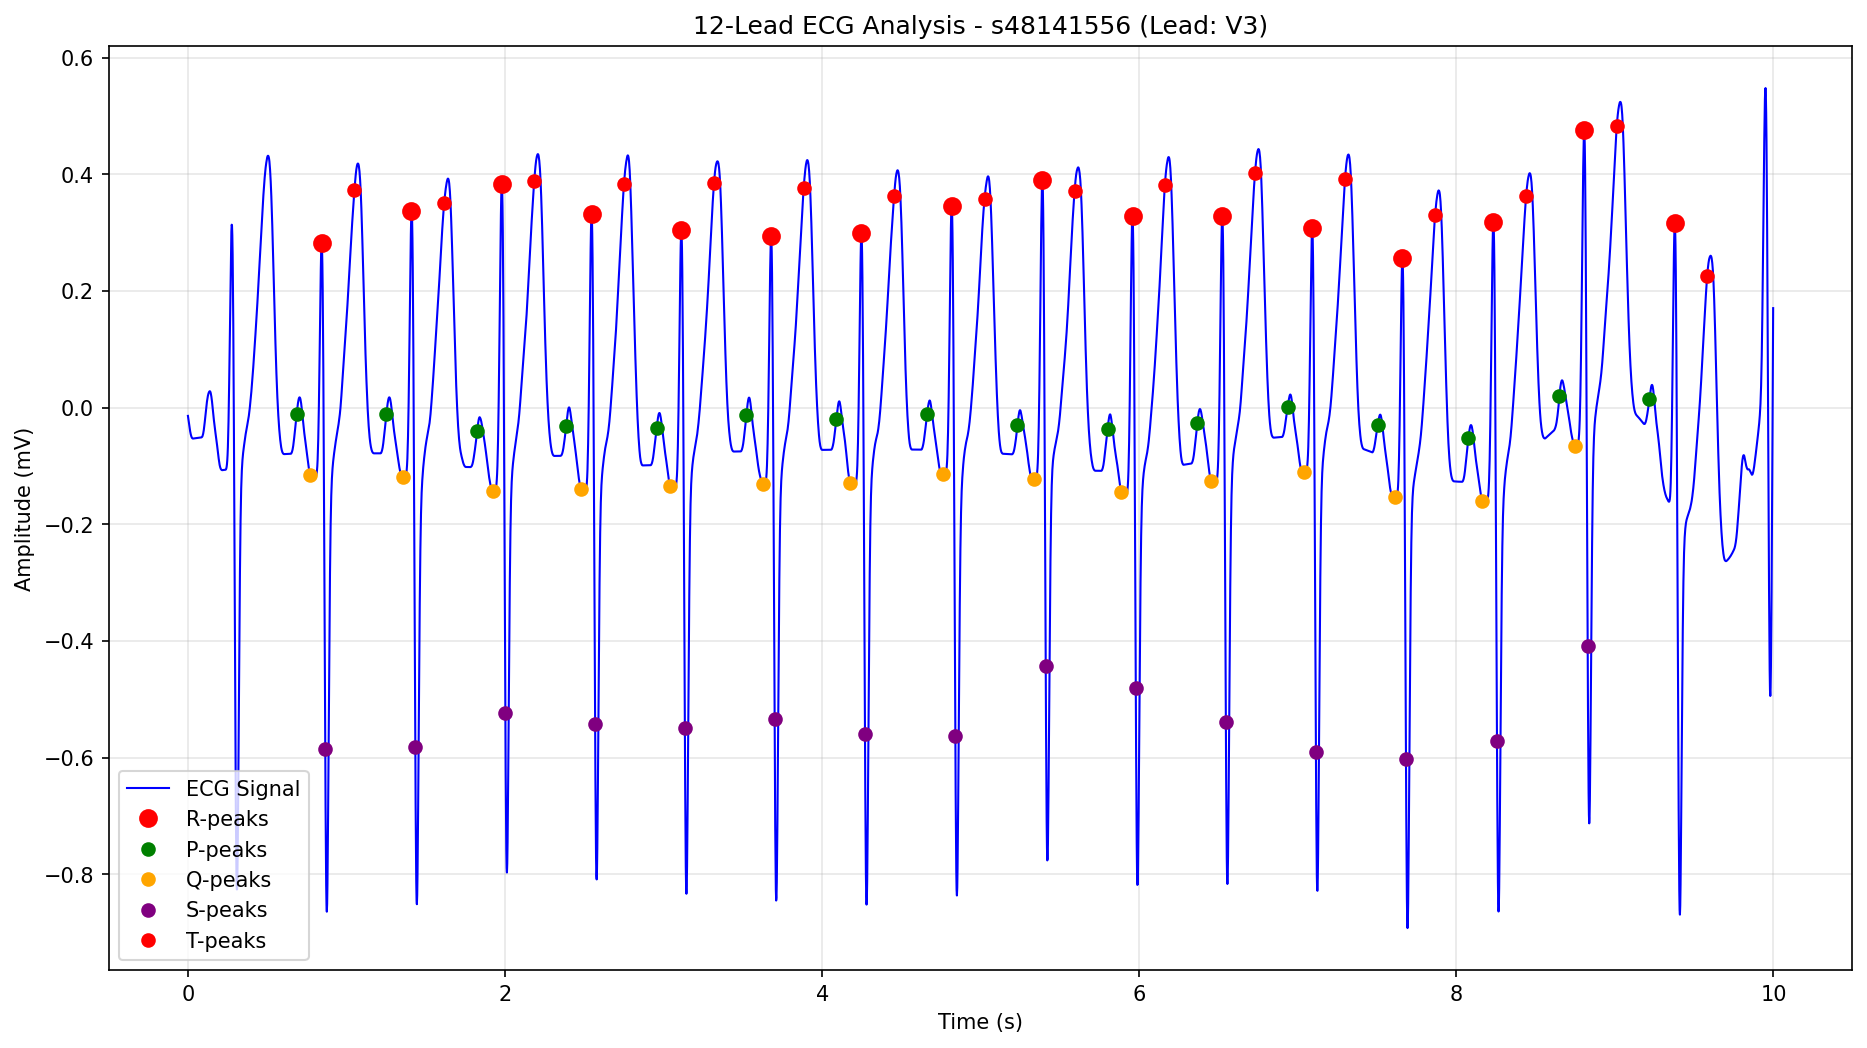 12-Lead ECG Analysis - s48141556 (Lead: V3)
Amplitude (mV)
0.6
0.4
0.2
0.0
−0.2
−0.4
−0.6
−0.8
ECG Signal
R-peaks
P-peaks
Q-peaks
S-peaks
T-peaks
0 2 4 6 8 10
Time (s)